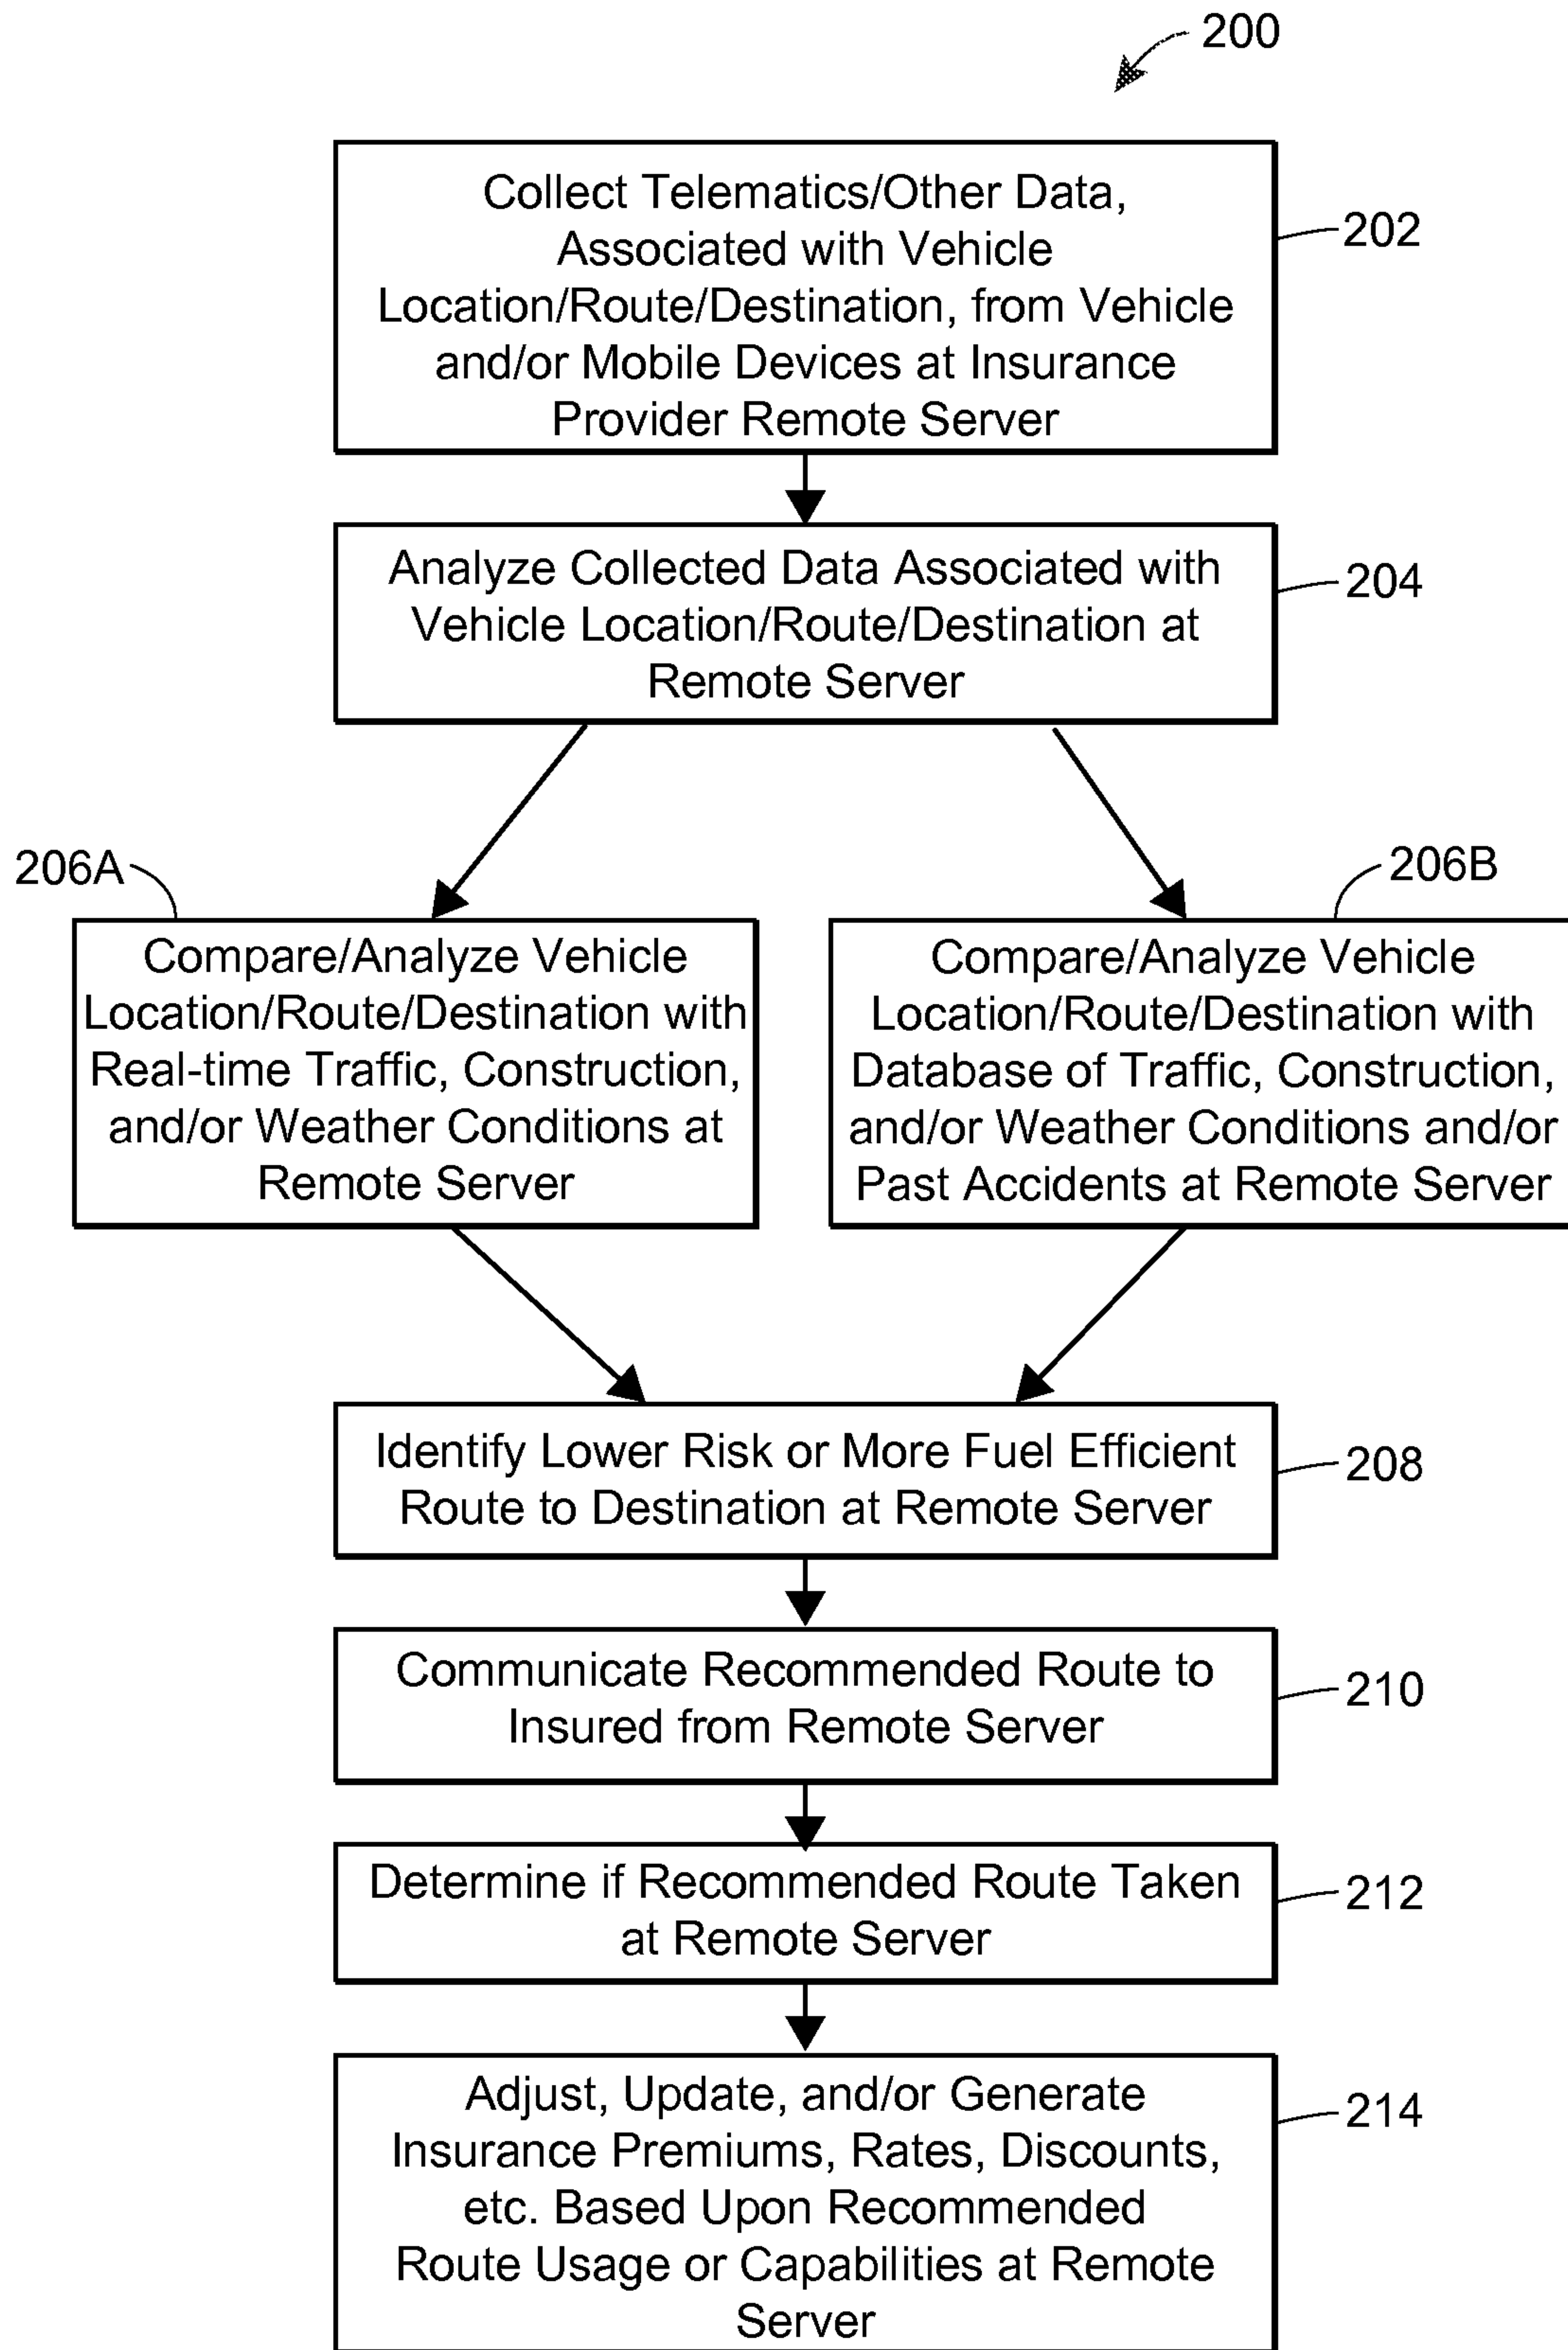 200
Collect Telematics/Other Data,
Associated with Vehicle
Location/Route/Destination, from Vehicle
and/or Mobile Devices at Insurance
Provider Remote Server
202
Analyze Collected Data Associated with
Vehicle Location/Route/Destination at
Remote Server
204
206A
Compare/Analyze Vehicle
Location/Route/Destination with
Real-time Traffic, Construction,
and/or Weather Conditions at
Remote Server
206B
Compare/Analyze Vehicle
Location/Route/Destination with
Database of Traffic, Construction,
and/or Weather Conditions and/or
Past Accidents at Remote Server
Identify Lower Risk or More Fuel Efficient
Route to Destination at Remote Server
208
Communicate Recommended Route to
Insured from Remote Server
210
Determine if Recommended Route Taken
at Remote Server
212
Adjust, Update, and/or Generate
Insurance Premiums, Rates, Discounts,
etc. Based Upon Recommended
Route Usage or Capabilities at Remote
Server
214